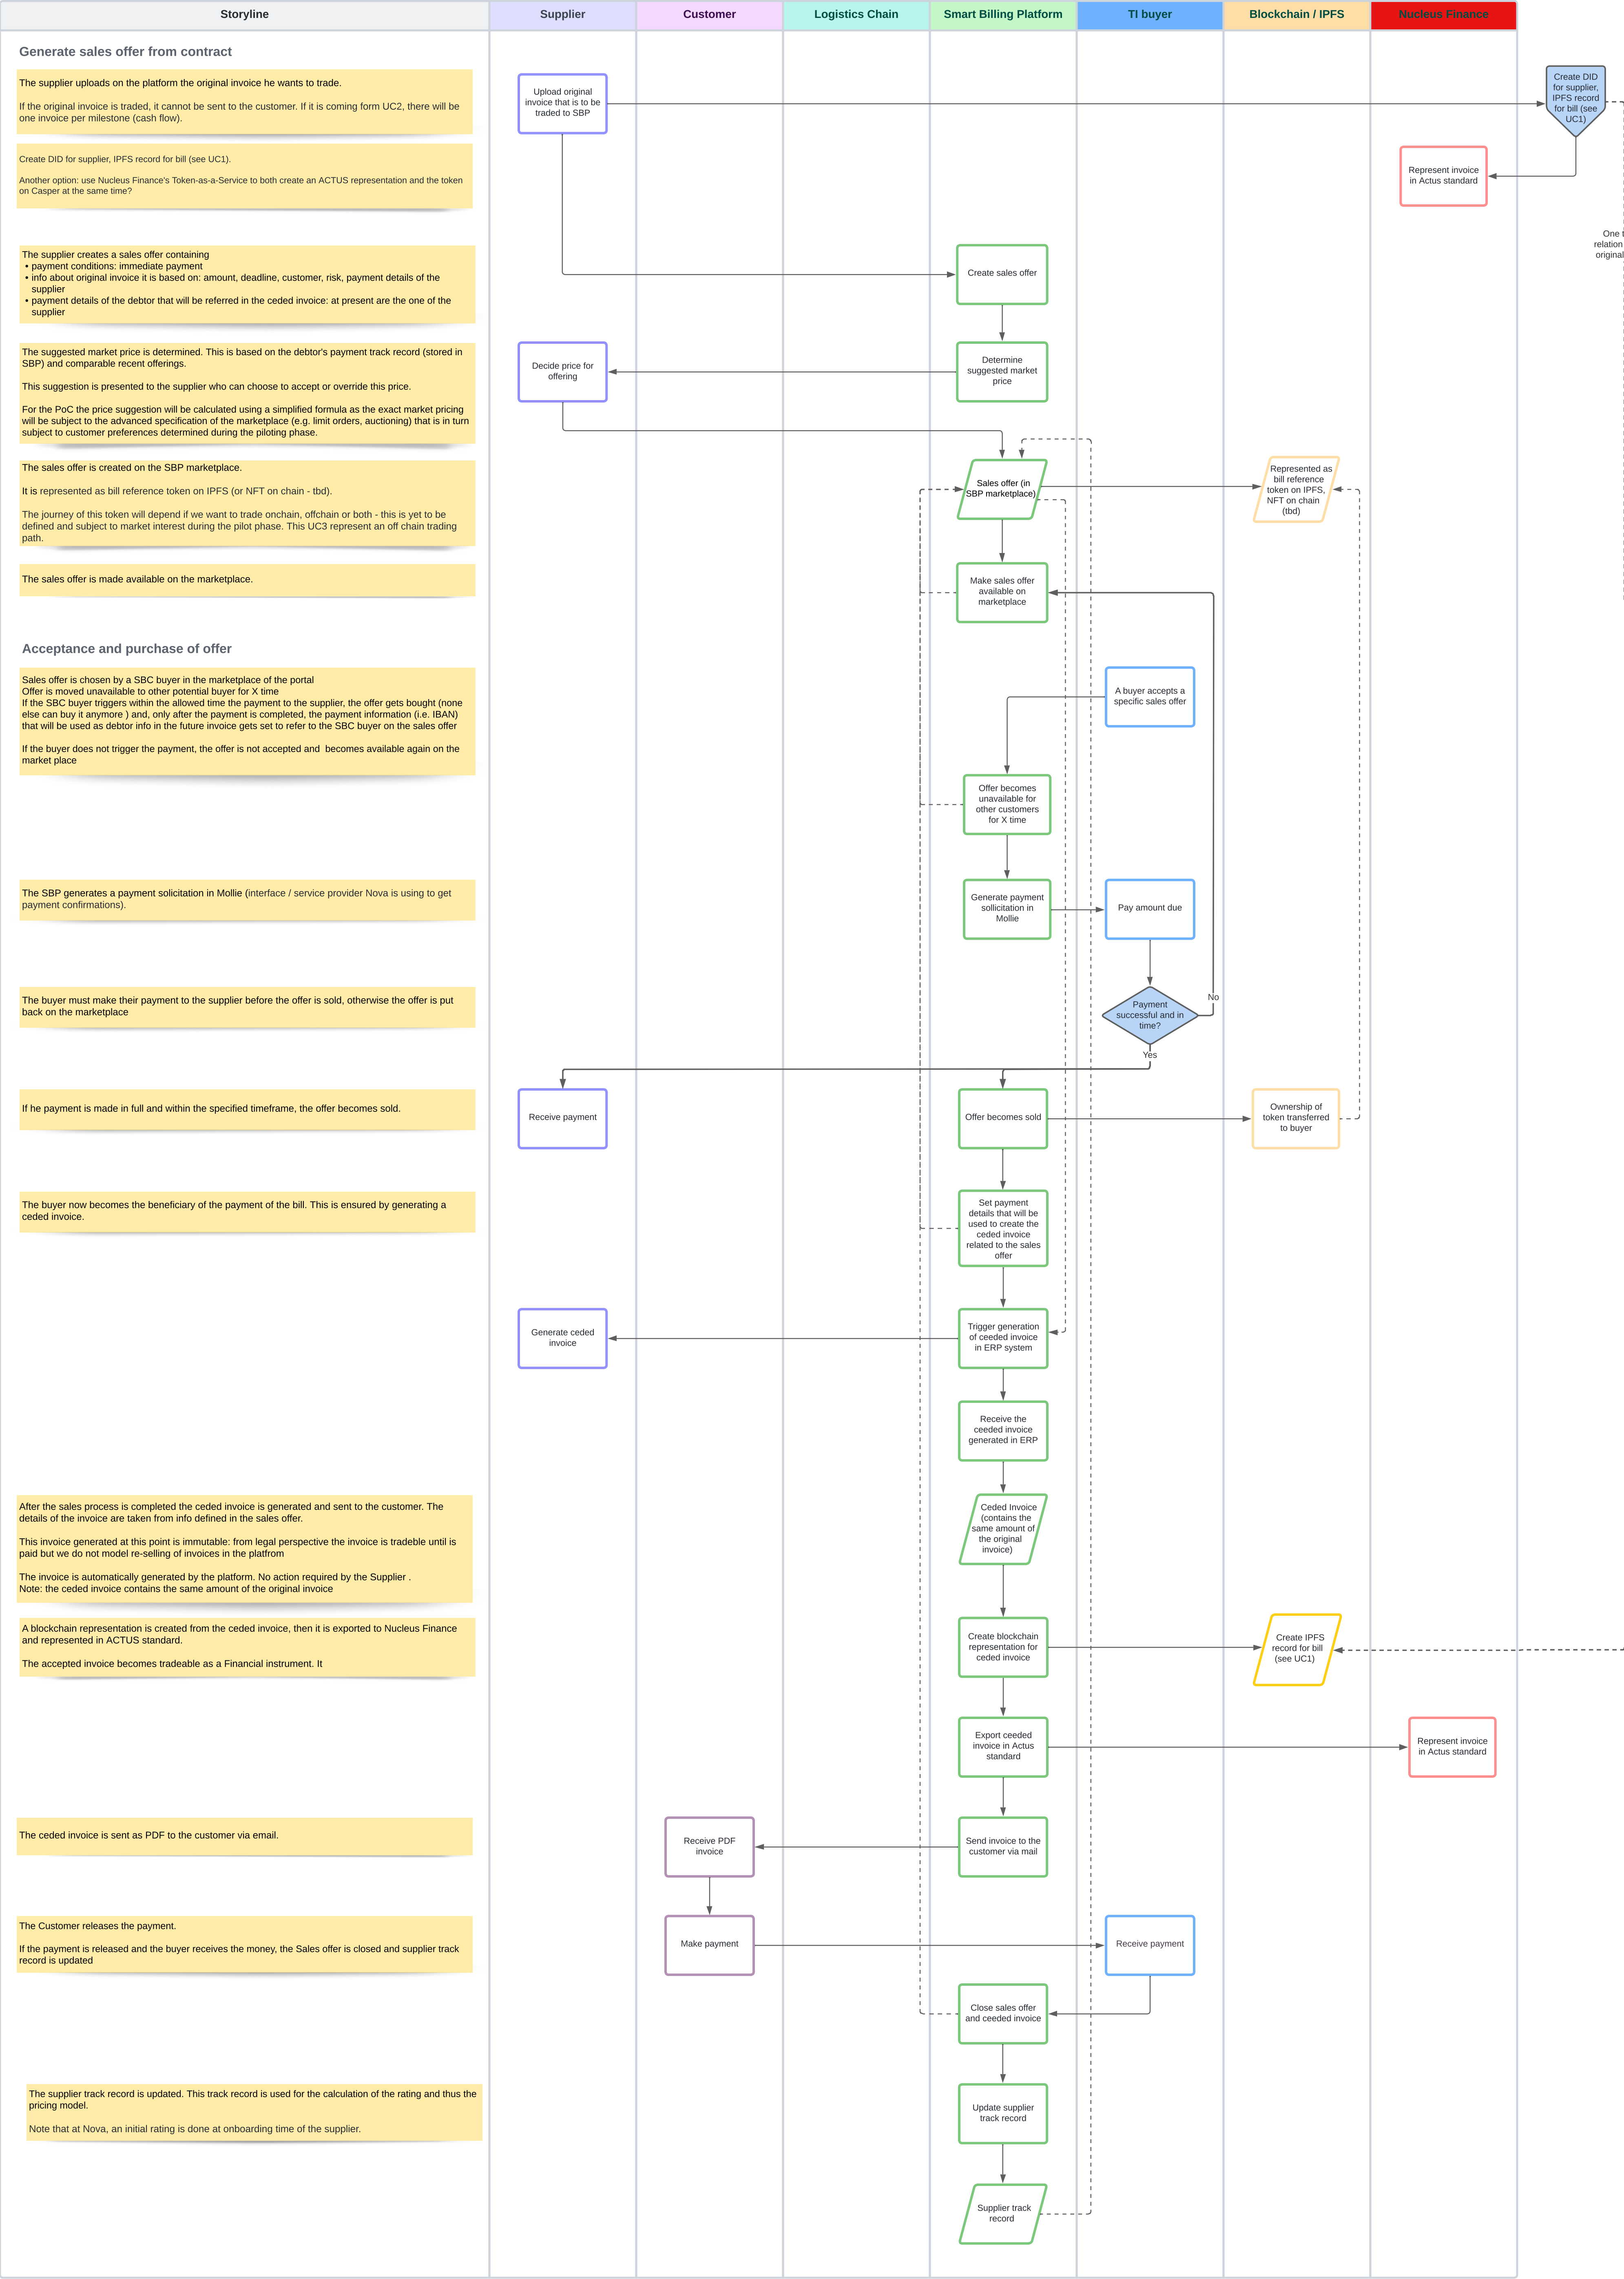 Storyline
Supplier
Customer
Logistics Chain
Smart Billing Platform
TI buyer
Blockchain / IPFS
Nucleus Finance
Generate sales offer from contract
The supplier uploads on the platform the original invoice he wants to trade.
If the original invoice is traded, it cannot be sent to the customer. If it is coming form UC2, there will be
one invoice per milestone (cash flow).
Upload original
invoice that is to be
traded to SBP
Create DID
for supplier,
IPFS record
for bill (see
UC1)
Create DID for supplier, IPFS record for bill (see UC1).
Another option: use Nucleus Finance's Token-as-a-Service to both create an ACTUS representation and the token
on Casper at the same time?
Represent invoice
in Actus standard
One t
relation
original
The supplier creates a sales offer containing
• payment conditions: immediate payment
• info about original invoice it is based on: amount, deadline, customer, risk, payment details of the
supplier
• payment details of the debtor that will be referred in the ceded invoice: at present are the one of the
supplier
Create sales offer
The suggested market price is determined. This is based on the debtor's payment track record (stored in
SBP) and comparable recent offerings.
This suggestion is presented to the supplier who can choose to accept or override this price.
For the PoC the price suggestion will be calculated using a simplified formula as the exact market pricing
will be subject to the advanced specification of the marketplace (e.g. limit orders, auctioning) that is in turn
subject to customer preferences determined during the piloting phase.
Decide price for
offering
Determine
suggested market
price
The sales offer is created on the SBP marketplace.
It is represented as bill reference token on IPFS (or NFT on chain - tbd).
The journey of this token will depend if we want to trade onchain, offchain or both - this is yet to be
defined and subject to market interest during the pilot phase. This UC3 represent an off chain trading
path.
Sales offer (in
SBP marketplace)
Represented as
bill reference
token on IPFS,
NFT on chain
(tbd)
The sales offer is made available on the marketplace.
Make sales offer
available on
marketplace
Acceptance and purchase of offer
Sales offer is chosen by a SBC buyer in the marketplace of the portal
Offer is moved unavailable to other potential buyer for X time
If the SBC buyer triggers within the allowed time the payment to the supplier, the offer gets bought (none
else can buy it anymore ) and, only after the payment is completed, the payment information (i.e. IBAN)
that will be used as debtor info in the future invoice gets set to refer to the SBC buyer on the sales offer
If the buyer does not trigger the payment, the offer is not accepted and  becomes available again on the
market place
A buyer accepts a
specific sales offer
Offer becomes
unavailable for
other customers
for X time
The SBP generates a payment solicitation in Mollie (interface / service provider Nova is using to get
payment confirmations).
Generate payment
sollicitation in
Mollie
Pay amount due
The buyer must make their payment to the supplier before the offer is sold, otherwise the offer is put
back on the marketplace
No
Payment
successful and in
time?
Yes
If he payment is made in full and within the specified timeframe, the offer becomes sold.
Receive payment
Offer becomes sold
Ownership of
token transferred
to buyer
The buyer now becomes the beneficiary of the payment of the bill. This is ensured by generating a
ceded invoice.
Set payment
details that will be
used to create the
ceded invoice
related to the sales
offer
Generate ceded
invoice
Trigger generation
of ceeded invoice
in ERP system
Receive the
ceeded invoice
generated in ERP
After the sales process is completed the ceded invoice is generated and sent to the customer. The
details of the invoice are taken from info defined in the sales offer.
This invoice generated at this point is immutable: from legal perspective the invoice is tradeble until is
paid but we do not model re-selling of invoices in the platfrom
The invoice is automatically generated by the platform. No action required by the Supplier .
Note: the ceded invoice contains the same amount of the original invoice
Ceded Invoice
(contains the
same amount of
the original
invoice)
A blockchain representation is created from the ceded invoice, then it is exported to Nucleus Finance
and represented in ACTUS standard.
The accepted invoice becomes tradeable as a Financial instrument. It
Create blockchain
representation for
ceded invoice
Create IPFS
record for bill
(see UC1)
Export ceeded
invoice in Actus
standard
Represent invoice
in Actus standard
The ceded invoice is sent as PDF to the customer via email.
Receive PDF
invoice
Send invoice to the
customer via mail
The Customer releases the payment.
If the payment is released and the buyer receives the money, the Sales offer is closed and supplier track
record is updated
Make payment
Receive payment
Close sales offer
and ceeded invoice
The supplier track record is updated. This track record is used for the calculation of the rating and thus the
pricing model.
Note that at Nova, an initial rating is done at onboarding time of the supplier.
Update supplier
track record
Supplier track
record